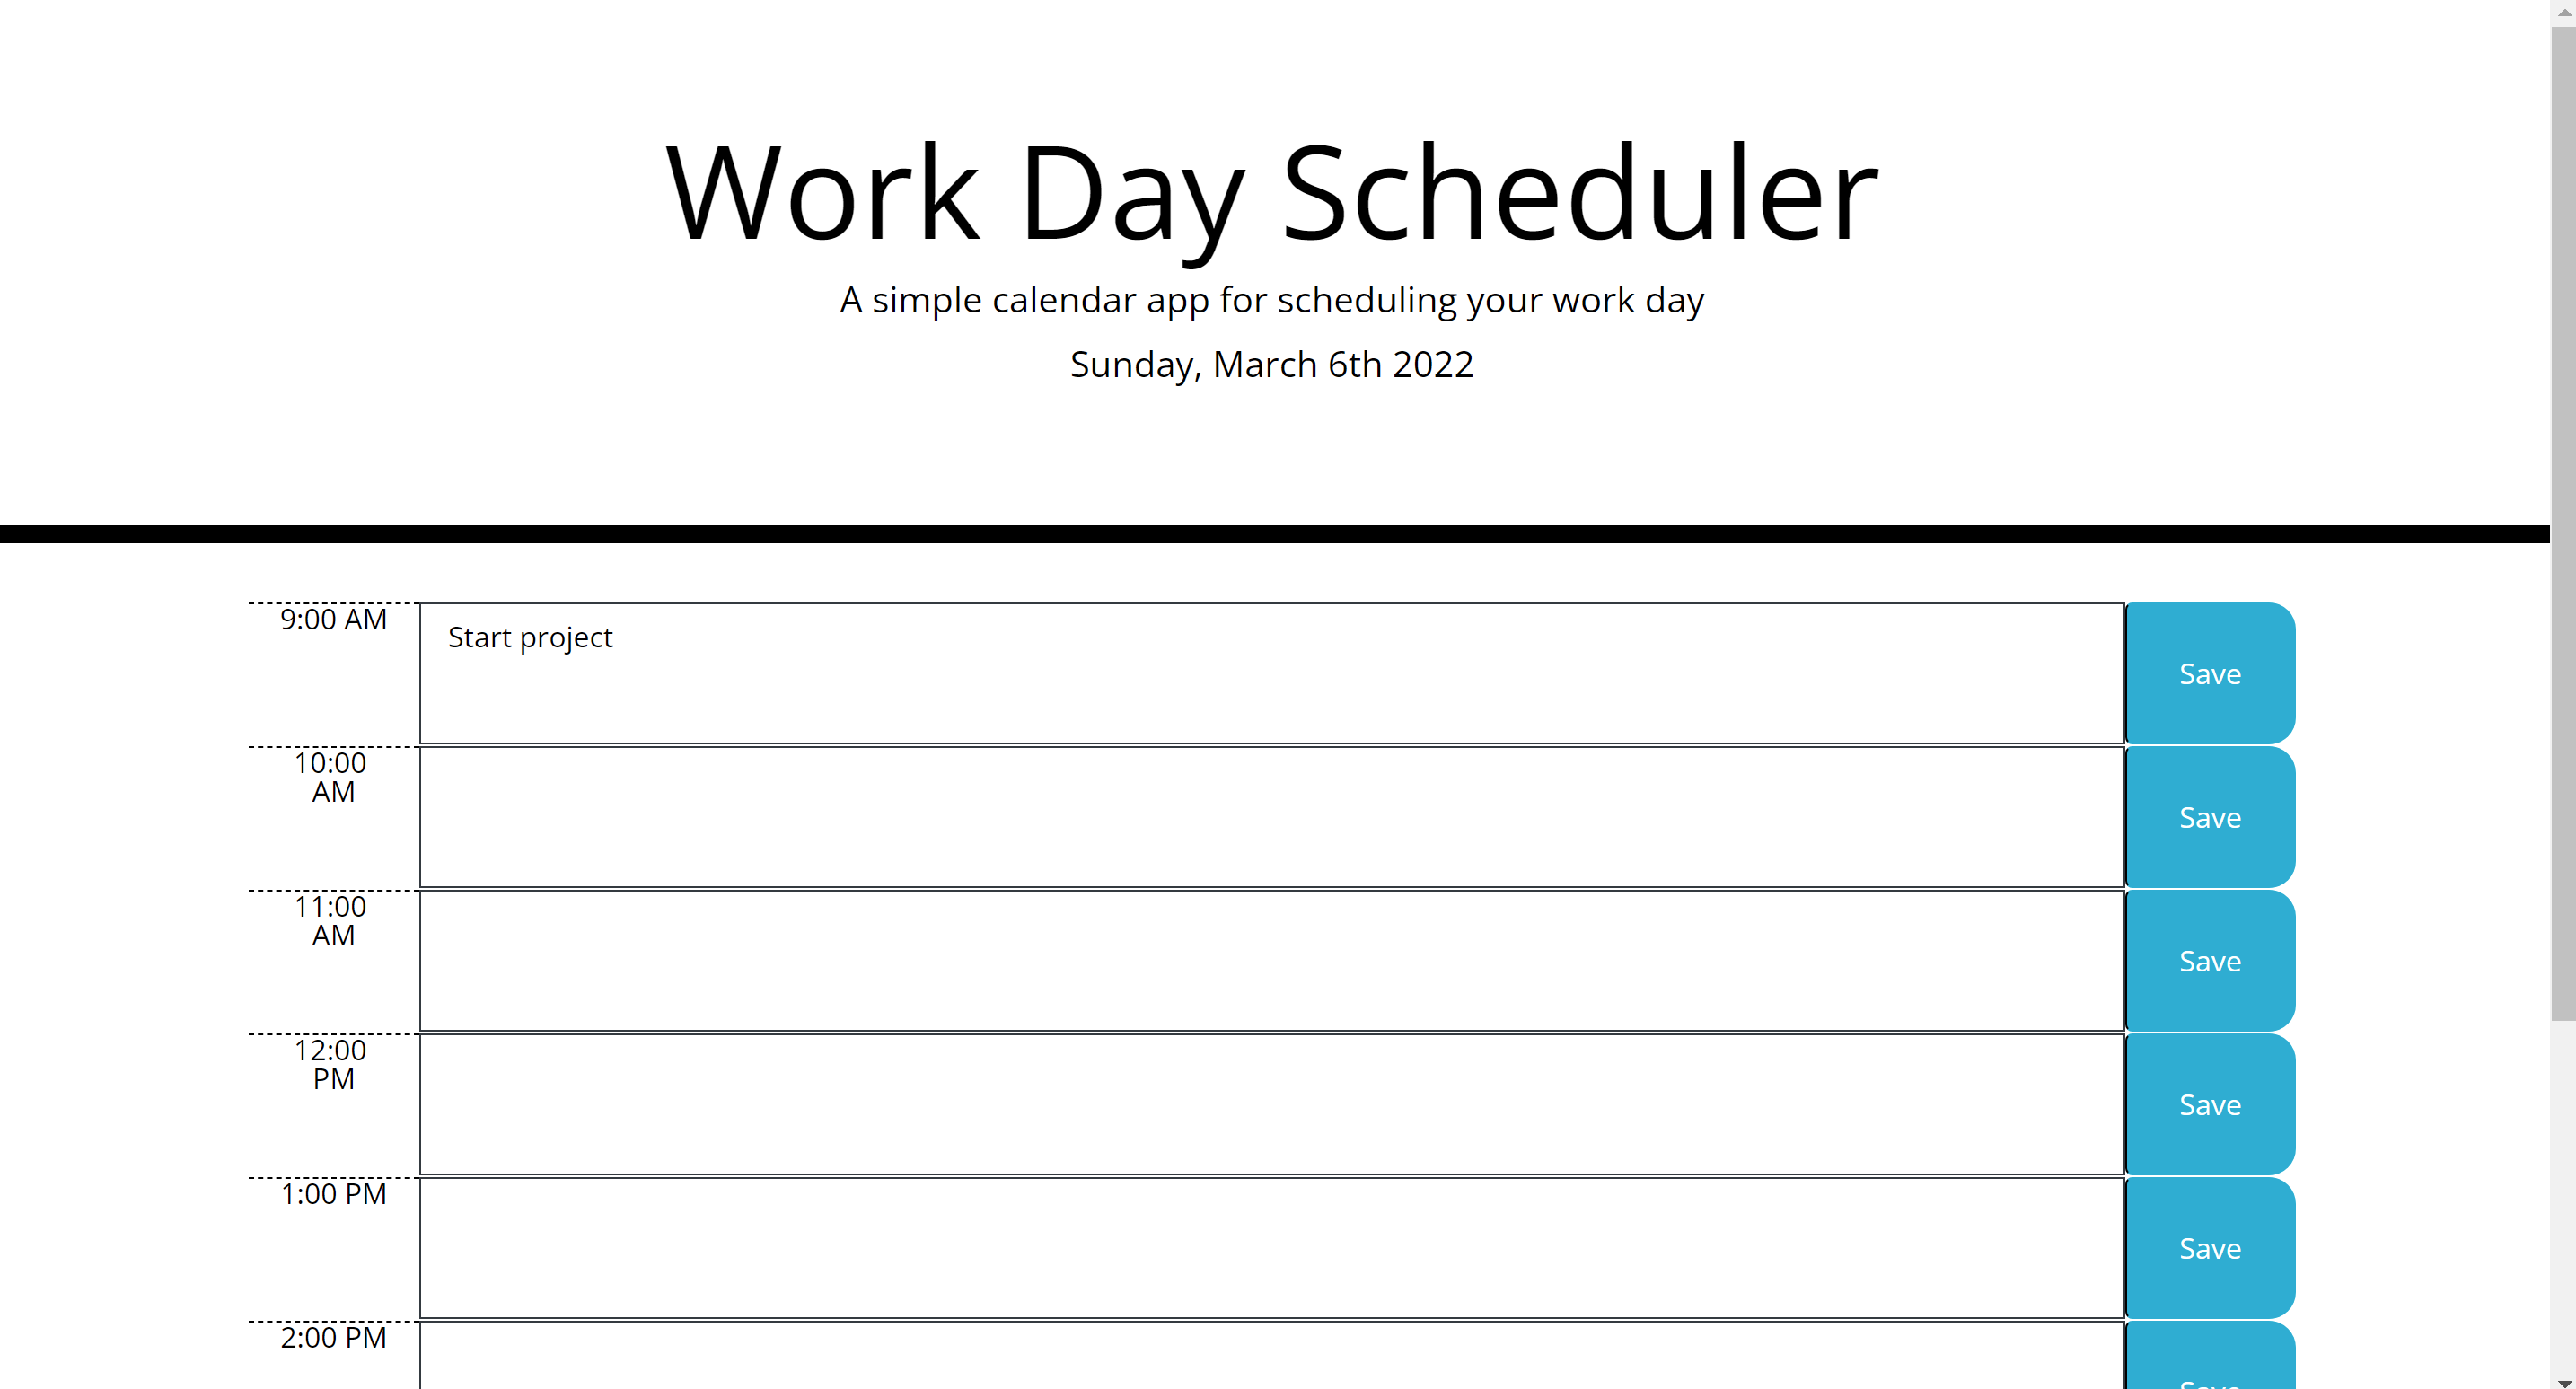 Work Day Scheduler
A simple calendar app for scheduling your work day
Sunday, March 6th 2022
9:00 AM
Start project
Save
10:00
AM
Save
11:00
AM
Save
12:00
PM
Save
1:00 PM
Save
2:00 PM
Save